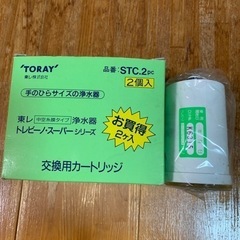 "TORAY"
東レ株式会社
品番:STC.2pc
2個入
手のひらサイズの浄水器
東レ 中空糸膜タイプ 浄水器
トレビーノ・スーパーシリーズ
お買得
2ケ入
交換用カートリッジ